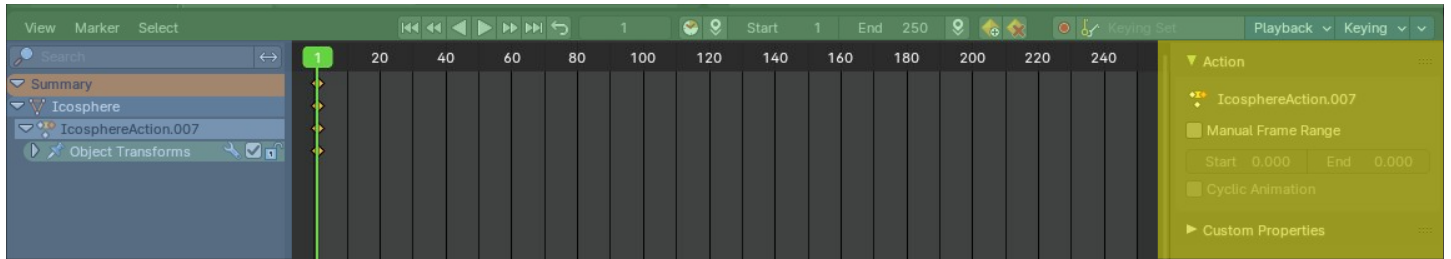 View Marker Select 1 Start 1 End 250 Keying Set Playback Keying
Search 1 20 40 60 80 100 120 140 160 180 200 220 240 Action
Summary
Icosphere IcosphereAction.007
IcosphereAction.007 Manual Frame Range
Object Transforms 1
Start 0.000 End 0.000
Cyclic Animation
Custom Properties